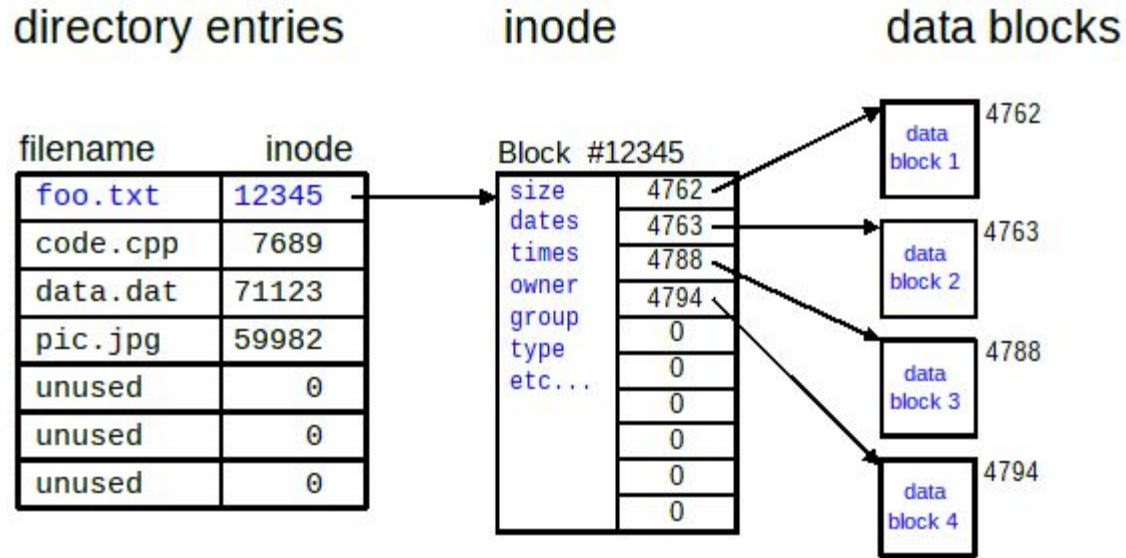 directory entries
inode
data blocks
filename inode
foo.txt 12345
code.cpp 7689
data.dat 71123
pic.jpg 59982
unused 0
unused 0
unused 0
Block #12345
size
dates
times
owner
group
type
etc...
4762
4763
4788
4794
0
0
0
0
0
0
data
block 1
4762
data
block 2
4763
data
block 3
4788
data
block 4
4794